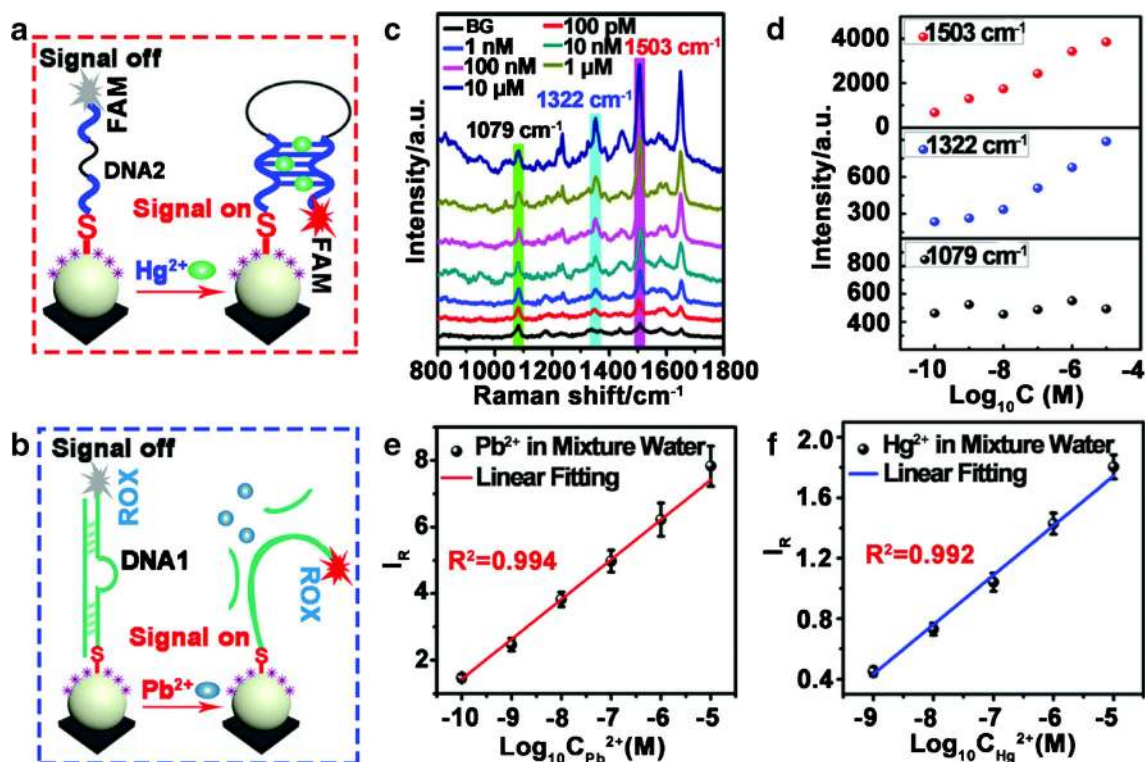 a
Signal off
FAM
DNA2
Signal on
S
S
FAM
Hg²⁺
b
Signal off
ROX
DNA1
ROX
Signal on
S
S
Pb²⁺
c
BG
100 pM
1 nM
10 nM
100 nM
1 μM
10 μM
1503 cm⁻¹
1322 cm⁻¹
1079 cm⁻¹
Intensity/a.u.
800 1000 1200 1400 1600 1800
Raman shift/cm⁻¹
d
1503 cm⁻¹
4000
2000
0
1322 cm⁻¹
600
300
1079 cm⁻¹
800
600
400
Intensity/a.u.
-10 -8 -6 -4
Log₁₀C (M)
e
Pb²⁺ in Mixture Water
Linear Fitting
R²=0.994
I_R
8
6
4
2
-10 -9 -8 -7 -6 -5
Log₁₀C_Pb²⁺(M)
f
Hg²⁺ in Mixture Water
Linear Fitting
R²=0.992
I_R
2.0
1.6
1.2
0.8
0.4
-9 -8 -7 -6 -5
Log₁₀C_Hg²⁺(M)